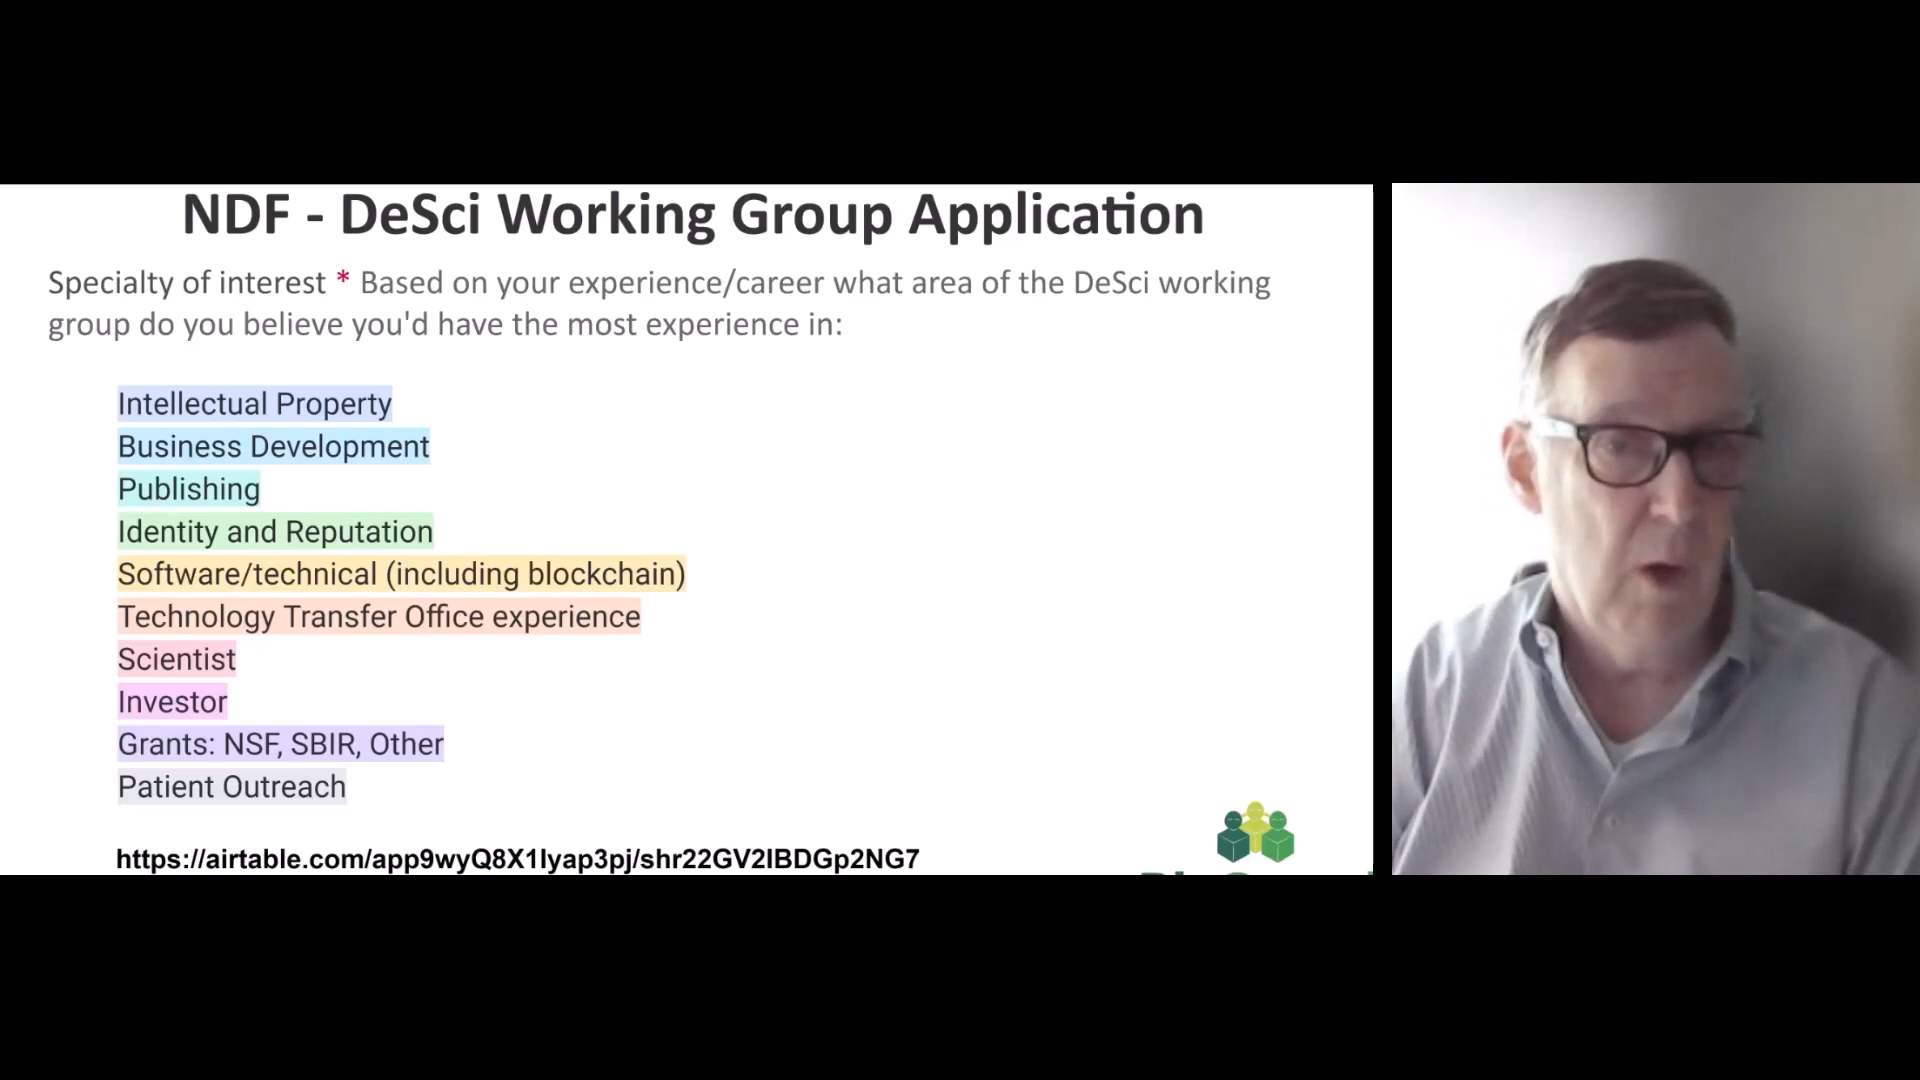 NDF - DeSci Working Group Application
Specialty of interest * Based on your experience/career what area of the DeSci working
group do you believe you'd have the most experience in:
Intellectual Property
Business Development
Publishing
Identity and Reputation
Software/technical (including blockchain)
Technology Transfer Office experience
Scientist
Investor
Grants: NSF, SBIR, Other
Patient Outreach
https://airtable.com/app9wyQ8X1lyap3pj/shr22GV2IBDGp2NG7